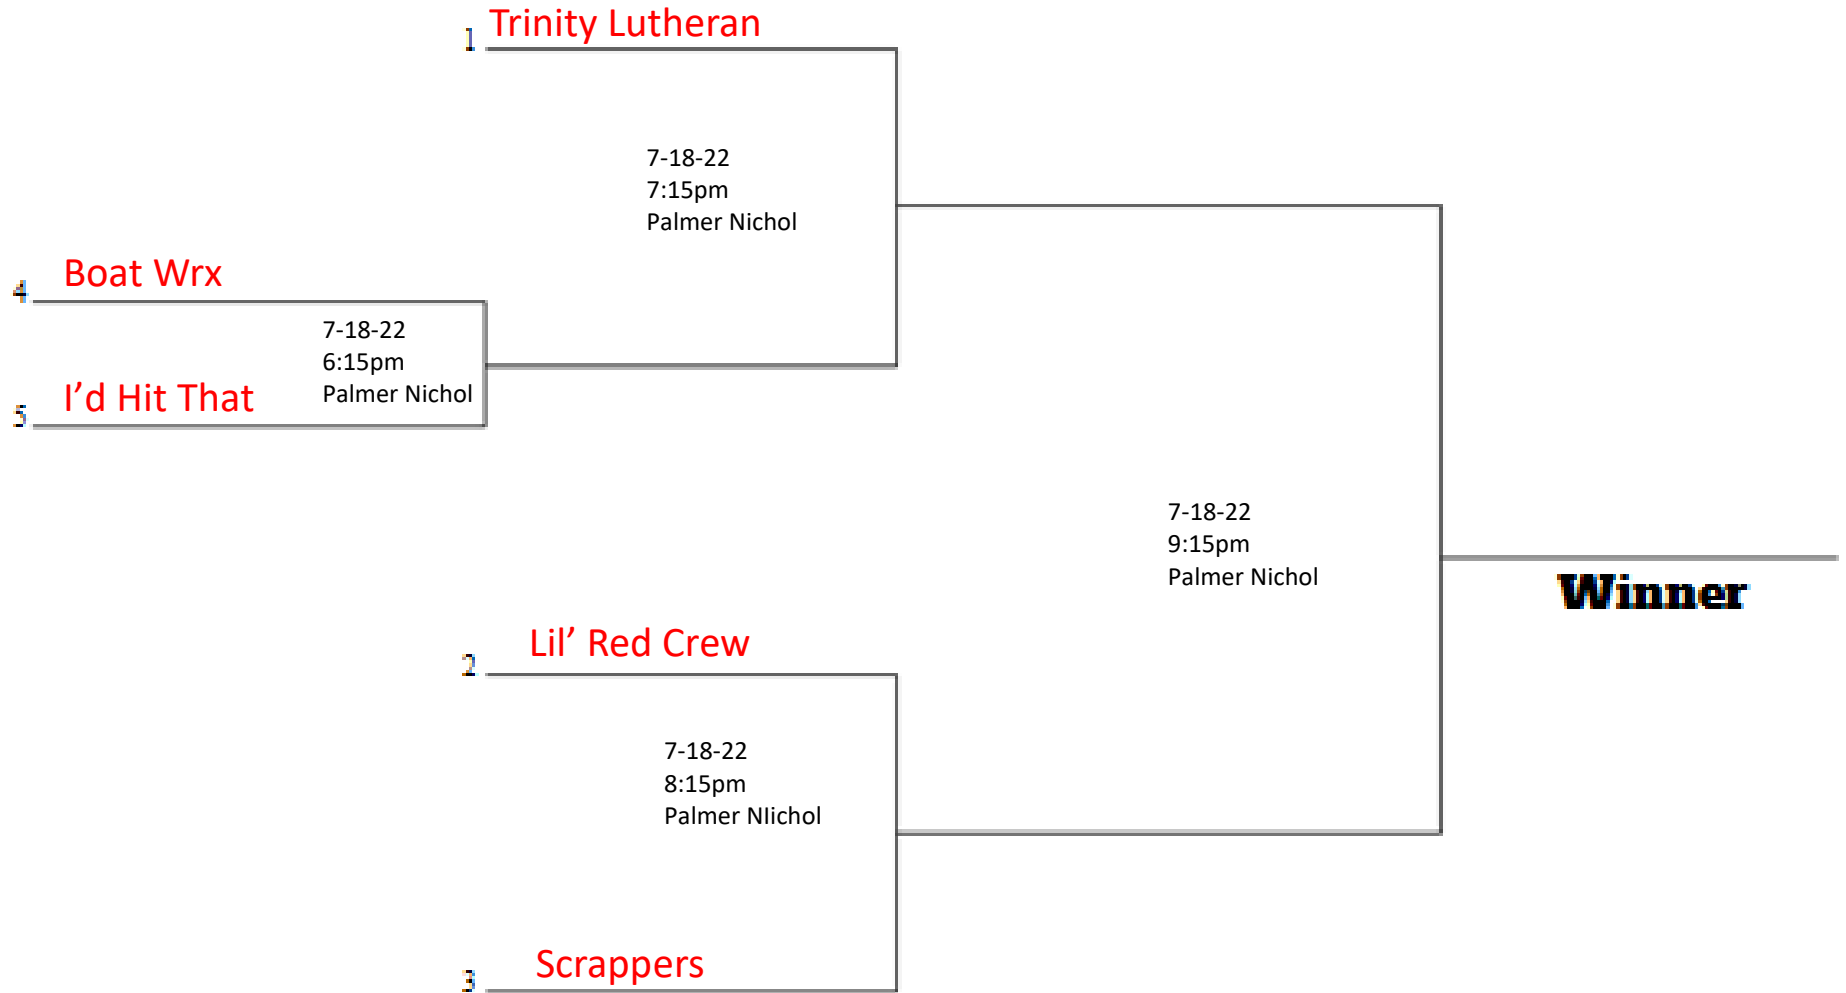 1 Trinity Lutheran
7-18-22
7:15pm
Palmer Nichol
4 Boat Wrx
7-18-22
6:15pm
Palmer Nichol
5 I’d Hit That
7-18-22
9:15pm
Palmer Nichol
Winner
2 Lil’ Red Crew
7-18-22
8:15pm
Palmer NIichol
3 Scrappers